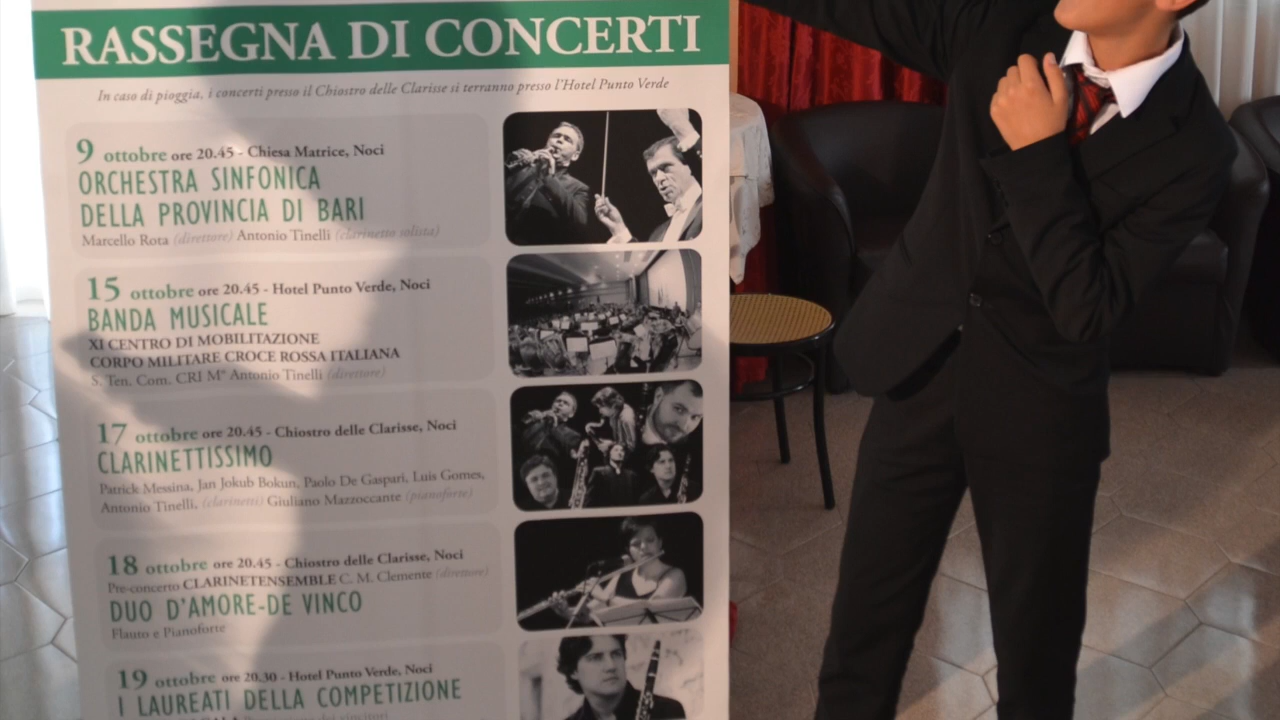 RASSEGNA DI CONCERTI
In caso di pioggia, i concerti presso il Chiostro delle Clarisse si terranno presso l'Hotel Punto Verde
9 ottobre ore 20.45 - Chiesa Matrice, Noci
ORCHESTRA SINFONICA
DELLA PROVINCIA DI BARI
Marcello Rota (direttore) Antonio Tinelli (clarinetto solista)
15 ottobre ore 20.45 - Hotel Punto Verde, Noci
BANDA MUSICALE
XI CENTRO DI MOBILITAZIONE
CORPO MILITARE CROCE ROSSA ITALIANA
S. Ten. Com. CRI M° Antonio Tinelli (direttore)
17 ottobre ore 20.45 - Chiostro delle Clarisse, Noci
CLARINETTISSIMO
Patrick Messina, Jan Jokub Bokun, Paolo De Gaspari, Luis Gomes,
Antonio Tinelli, (clarinetti) Giuliano Mazzoccante (pianoforte)
18 ottobre ore 20.45 - Chiostro delle Clarisse, Noci
Pre-concerto CLARINETENSEMBLE C. M. Clemente (direttore)
DUO D'AMORE-DE VINCO
Flauto e Pianoforte
19 ottobre ore 20.30 - Hotel Punto Verde, Noci
I LAUREATI DELLA COMPETIZIONE